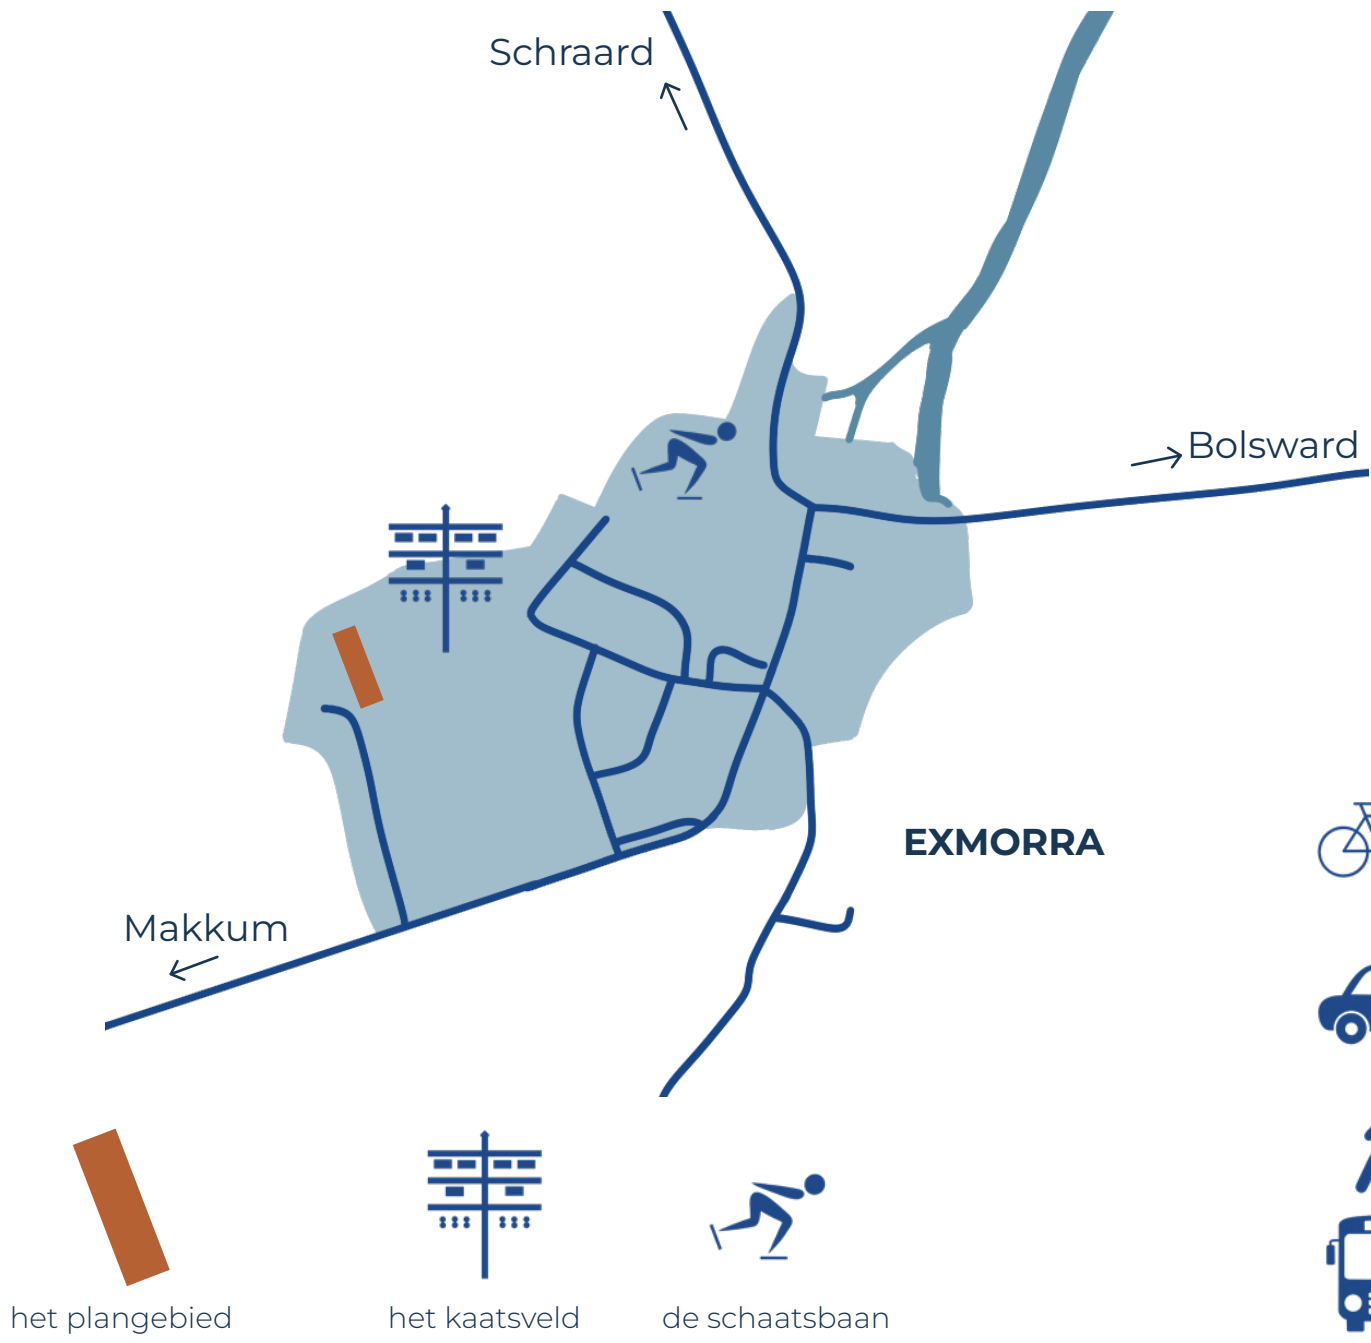 Schraard
Bolsward
EXMORRA
Makkum
het plangebied
het kaatsveld
de schaatsbaan